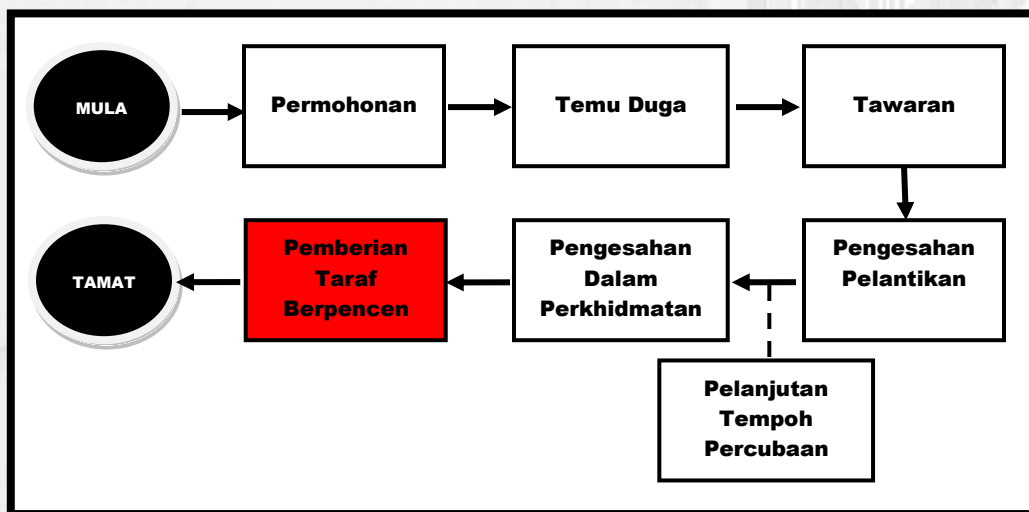 MULA
Permohonan
Temu Duga
Tawaran
Pengesahan
Pelantikan
Pelanjutan
Tempoh
Percubaan
Pengesahan
Dalam
Perkhidmatan
Pemberian
Taraf
Berpencen
TAMAT